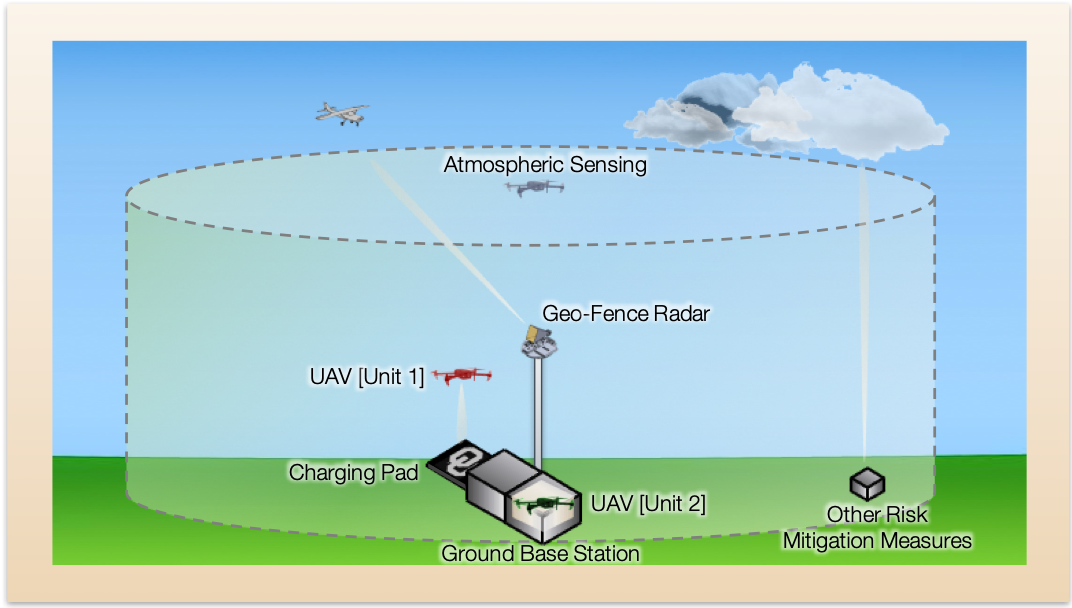 Atmospheric Sensing
Geo-Fence Radar
UAV [Unit 1]
Charging Pad
UAV [Unit 2]
Other Risk
Mitigation Measures
Ground Base Station